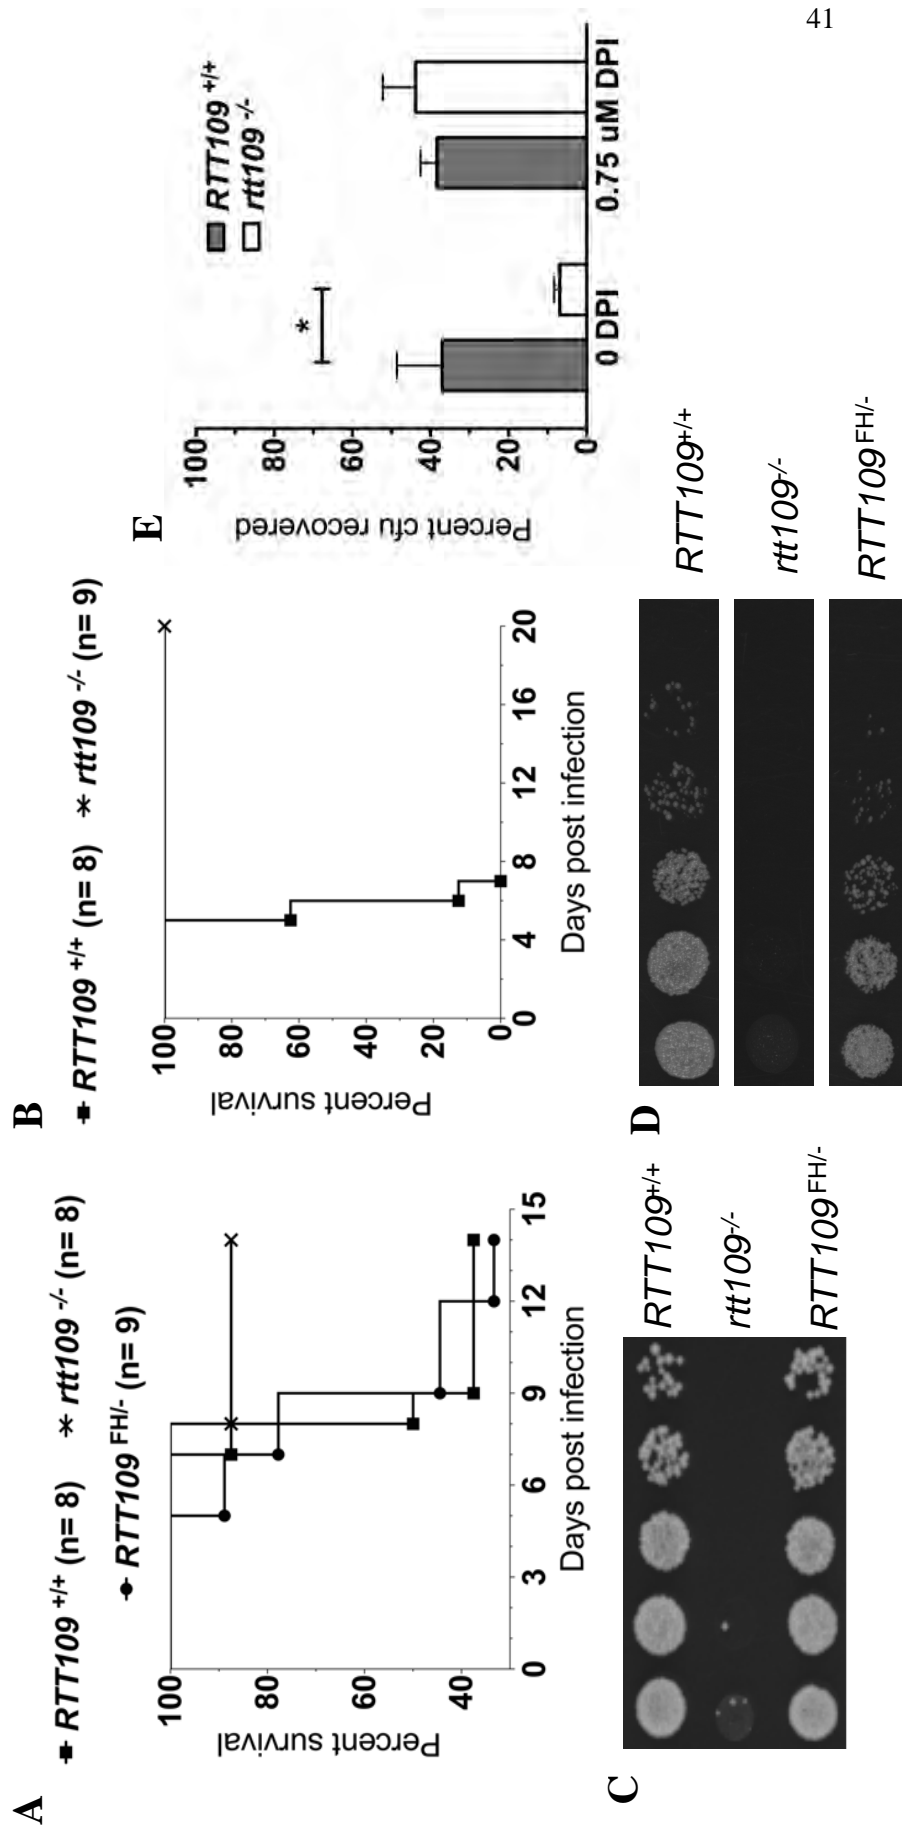 41
A
RTT109 +/+ (n= 8) rtt109 -/- (n= 8)
RTT109 FH/- (n= 9)
Percent survival
100
80
60
40
0 3 6 9 12 15
Days post infection
B
RTT109 +/+ (n= 8) rtt109 -/- (n= 9)
Percent survival
100
80
60
40
20
0
0 4 8 12 16 20
Days post infection
C
RTT109+/+
rtt109-/-
RTT109FH/-
D
RTT109+/+
rtt109-/-
RTT109FH/-
E
RTT109 +/+
rtt109 -/-
*
Percent cfu recovered
100
80
60
40
20
0
0 DPI 0.75 uM DPI